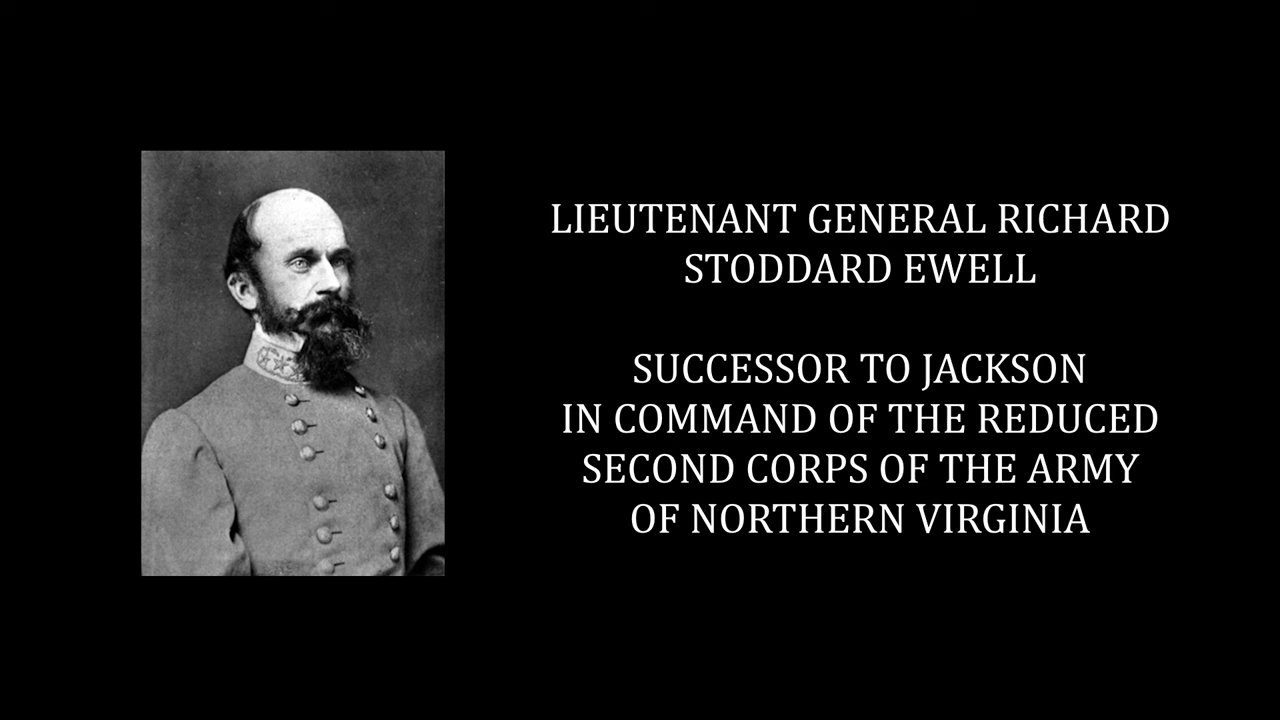 LIEUTENANT GENERAL RICHARD
STODDARD EWELL
SUCCESSOR TO JACKSON
IN COMMAND OF THE REDUCED
SECOND CORPS OF THE ARMY
OF NORTHERN VIRGINIA